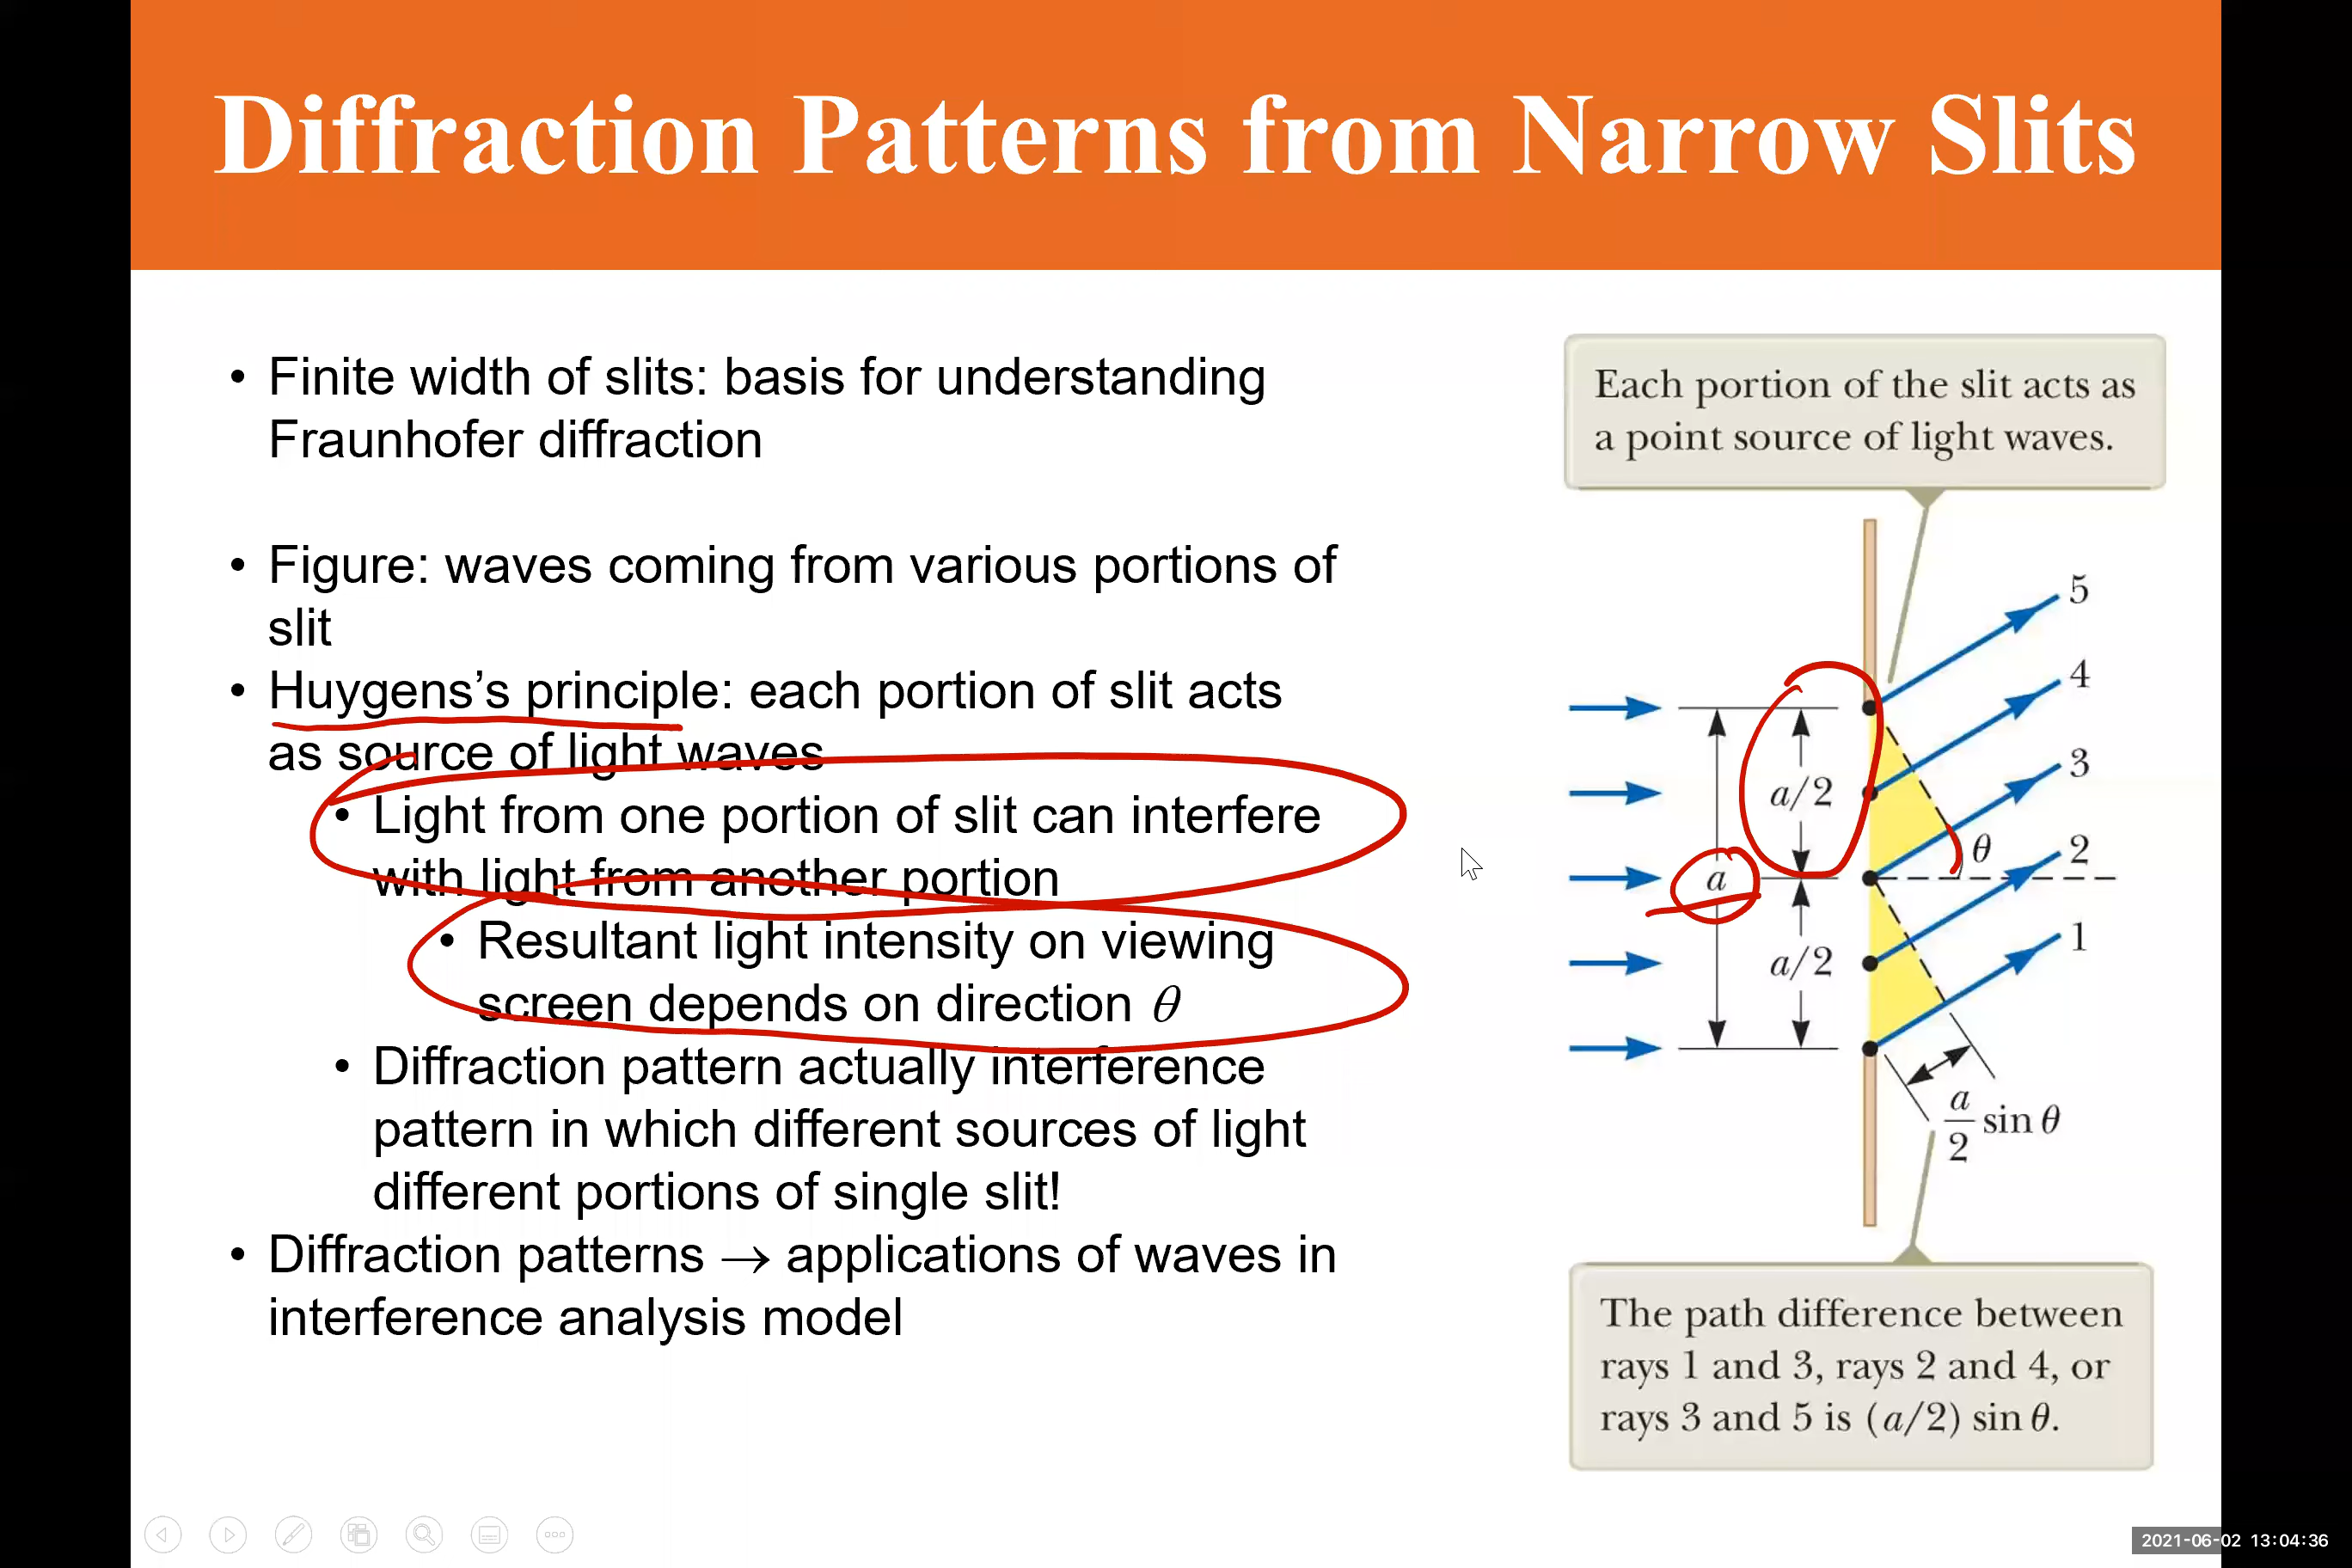 Diffraction Patterns from Narrow Slits
• Finite width of slits: basis for understanding
Fraunhofer diffraction
• Figure: waves coming from various portions of
slit
• Huygens’s principle: each portion of slit acts
as source of light waves
• Light from one portion of slit can interfere
with light from another portion
• Resultant light intensity on viewing
screen depends on direction θ
• Diffraction pattern actually interference
pattern in which different sources of light
different portions of single slit!
• Diffraction patterns → applications of waves in
interference analysis model
Each portion of the slit acts as
a point source of light waves.
5
4
a/2
3
θ
2
a
1
a/2
a/2 sin θ
The path difference between
rays 1 and 3, rays 2 and 4, or
rays 3 and 5 is (a/2) sin θ.
2021-06-02 13:04:36